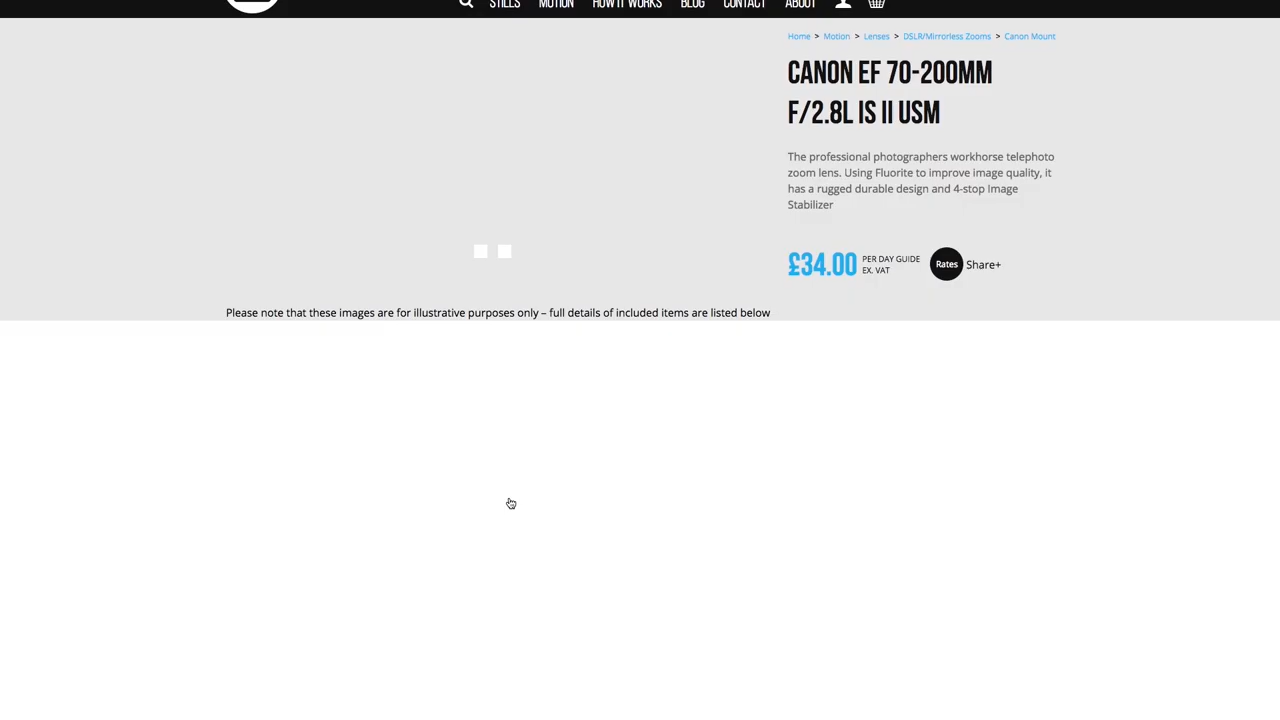 STILLS MOTION HOW IT WORKS BLOG CONTACT ABOUT
Home > Motion > Lenses > DSLR/Mirrorless Zooms > Canon Mount
CANON EF 70-200MM
F/2.8L IS II USM
The professional photographers workhorse telephoto
zoom lens. Using Fluorite to improve image quality, it
has a rugged durable design and 4-stop Image
Stabilizer
£34.00 PER DAY GUIDE
EX. VAT
Rates Share+
Please note that these images are for illustrative purposes only – full details of included items are listed below